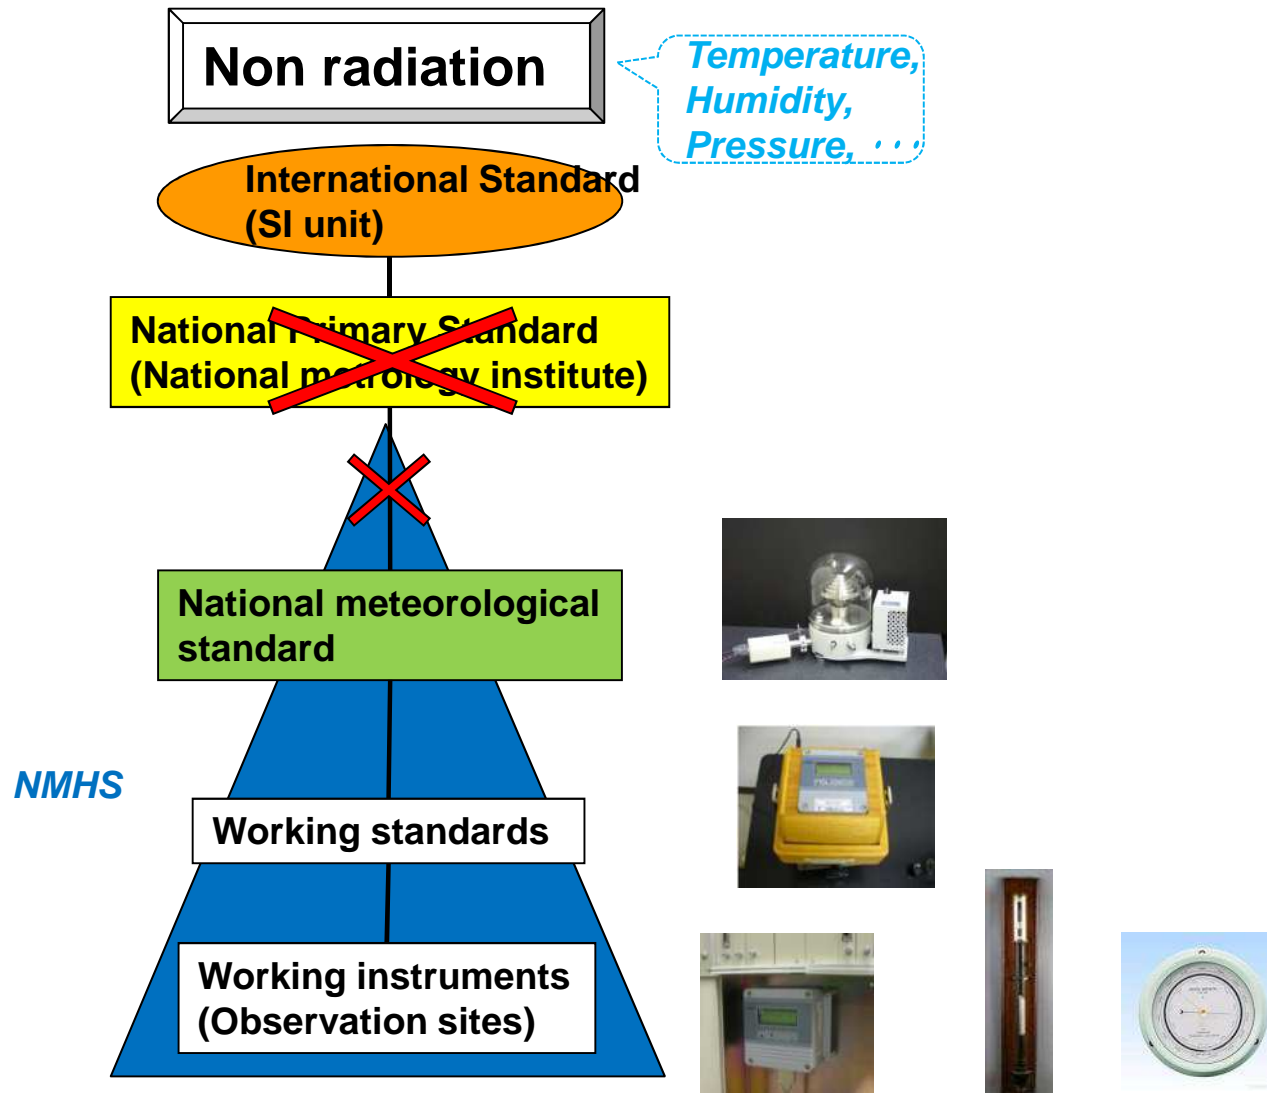 Non radiation
Temperature,
Humidity,
Pressure, ･･･
International Standard
(SI unit)
National Primary Standard
(National metrology institute)
National meteorological
standard
NMHS
Working standards
Working instruments
(Observation sites)